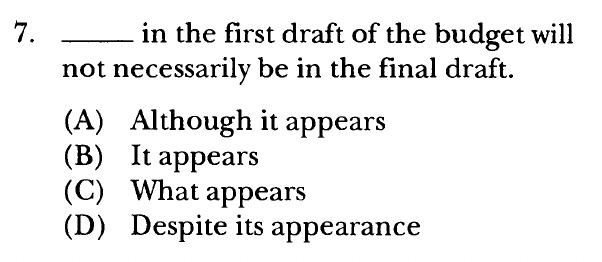 7. _____ in the first draft of the budget will
not necessarily be in the final draft.
(A) Although it appears
(B) It appears
(C) What appears
(D) Despite its appearance